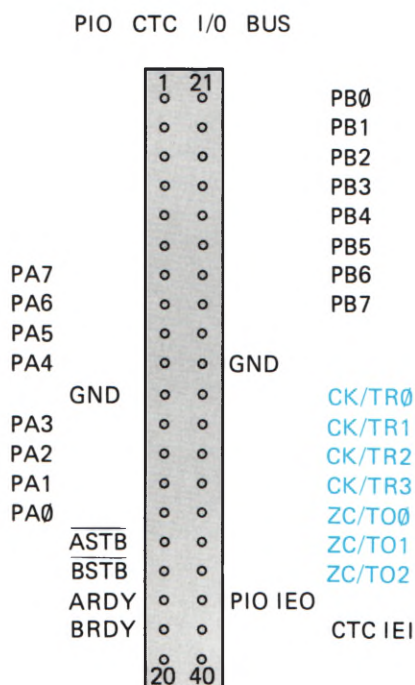 PIO CTC I/0 BUS
1 21
PBØ
PB1
PB2
PB3
PB4
PB5
PA7 PB6
PA6 PB7
PA5
PA4 GND
GND CK/TRØ
PA3 CK/TR1
PA2 CK/TR2
PA1 CK/TR3
PAØ ZC/TOØ
ASTB ZC/TO1
BSTB ZC/TO2
ARDY PIO IEO
BRDY CTC IEI
20 40